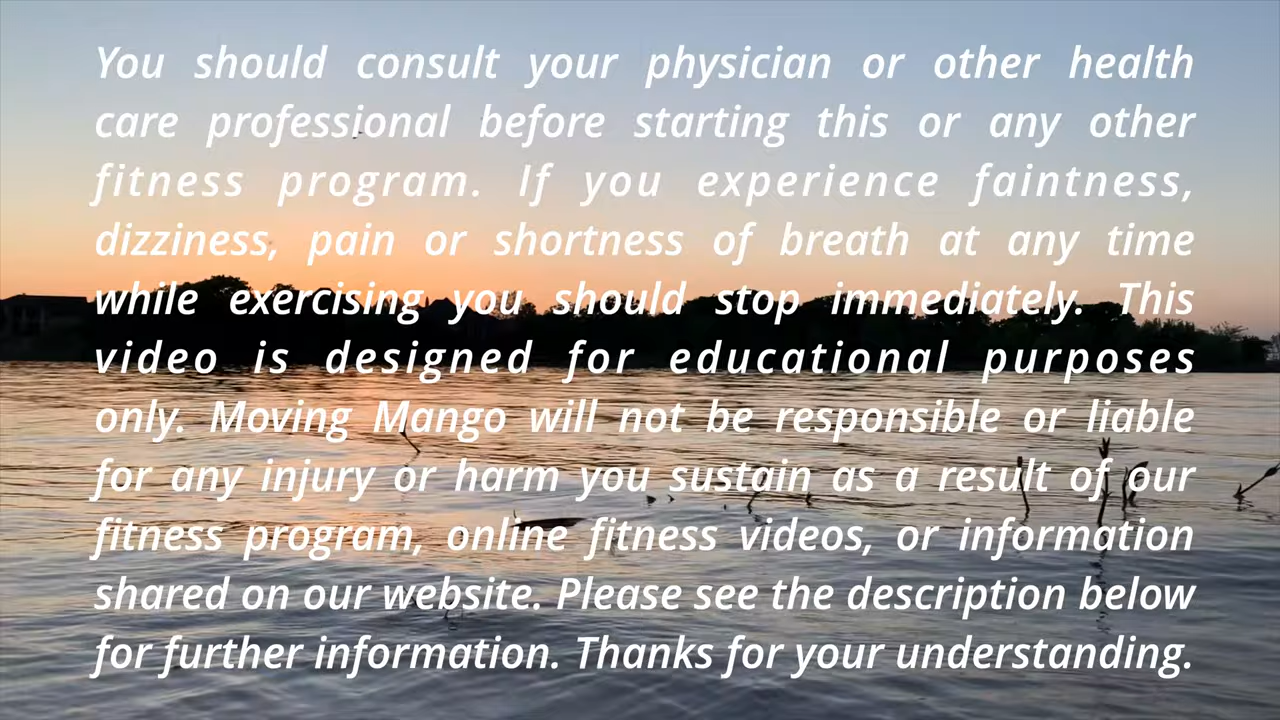 You should consult your physician or other health
care professional before starting this or any other
fitness program. If you experience faintness,
dizziness, pain or shortness of breath at any time
while exercising you should stop immediately. This
video is designed for educational purposes
only. Moving Mango will not be responsible or liable
for any injury or harm you sustain as a result of our
fitness program, online fitness videos, or information
shared on our website. Please see the description below
for further information. Thanks for your understanding.